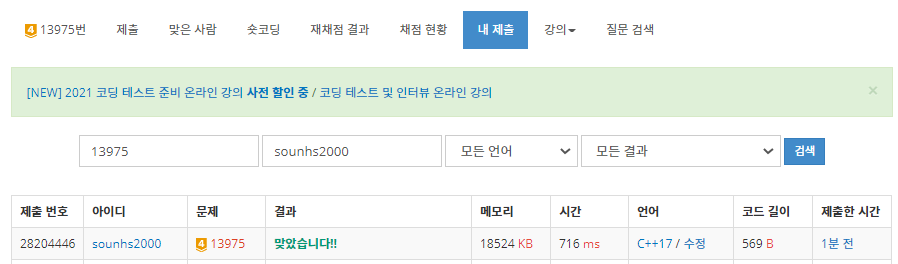 4 13975번 제출 맞은 사람 숏코딩 재채점 결과 채점 현황 내 제출 강의 질문 검색
[NEW] 2021 코딩 테스트 준비 온라인 강의 사전 할인 중 / 코딩 테스트 및 인터뷰 온라인 강의 ×
13975 sounhs2000 모든 언어 모든 결과 검색
제출 번호 아이디 문제 결과 메모리 시간 언어 코드 길이 제출한 시간
28204446 sounhs2000 4 13975 맞았습니다!! 18524 KB 716 ms C++17 / 수정 569 B 1분 전